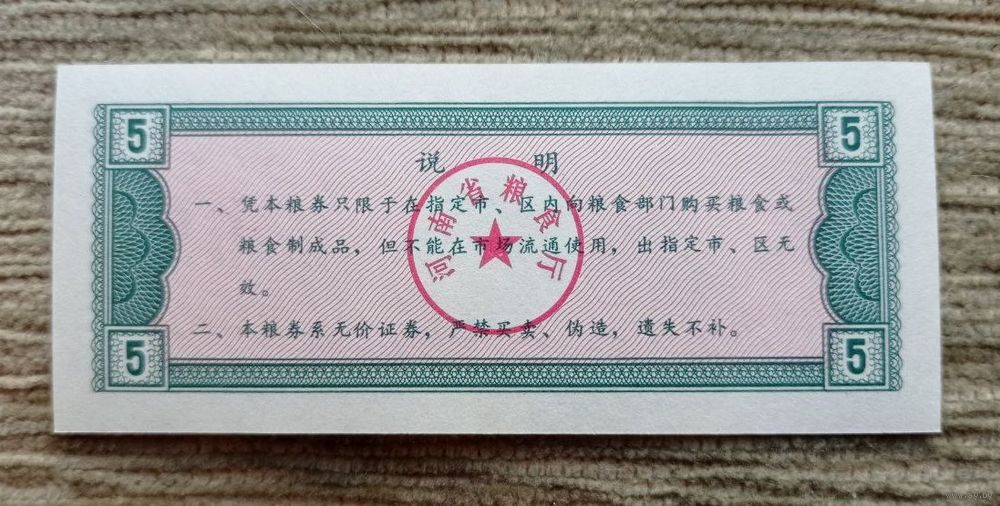 5 5
说 明
一、凭本粮券只限于在指定市、区内向粮食部门购买粮食或
粮食制成品，但不能在市场流通使用，出指定市、区无
效。
二、本粮券系无价证券，严禁买卖、伪造，遗失不补。
河南省粮食厅
5 5